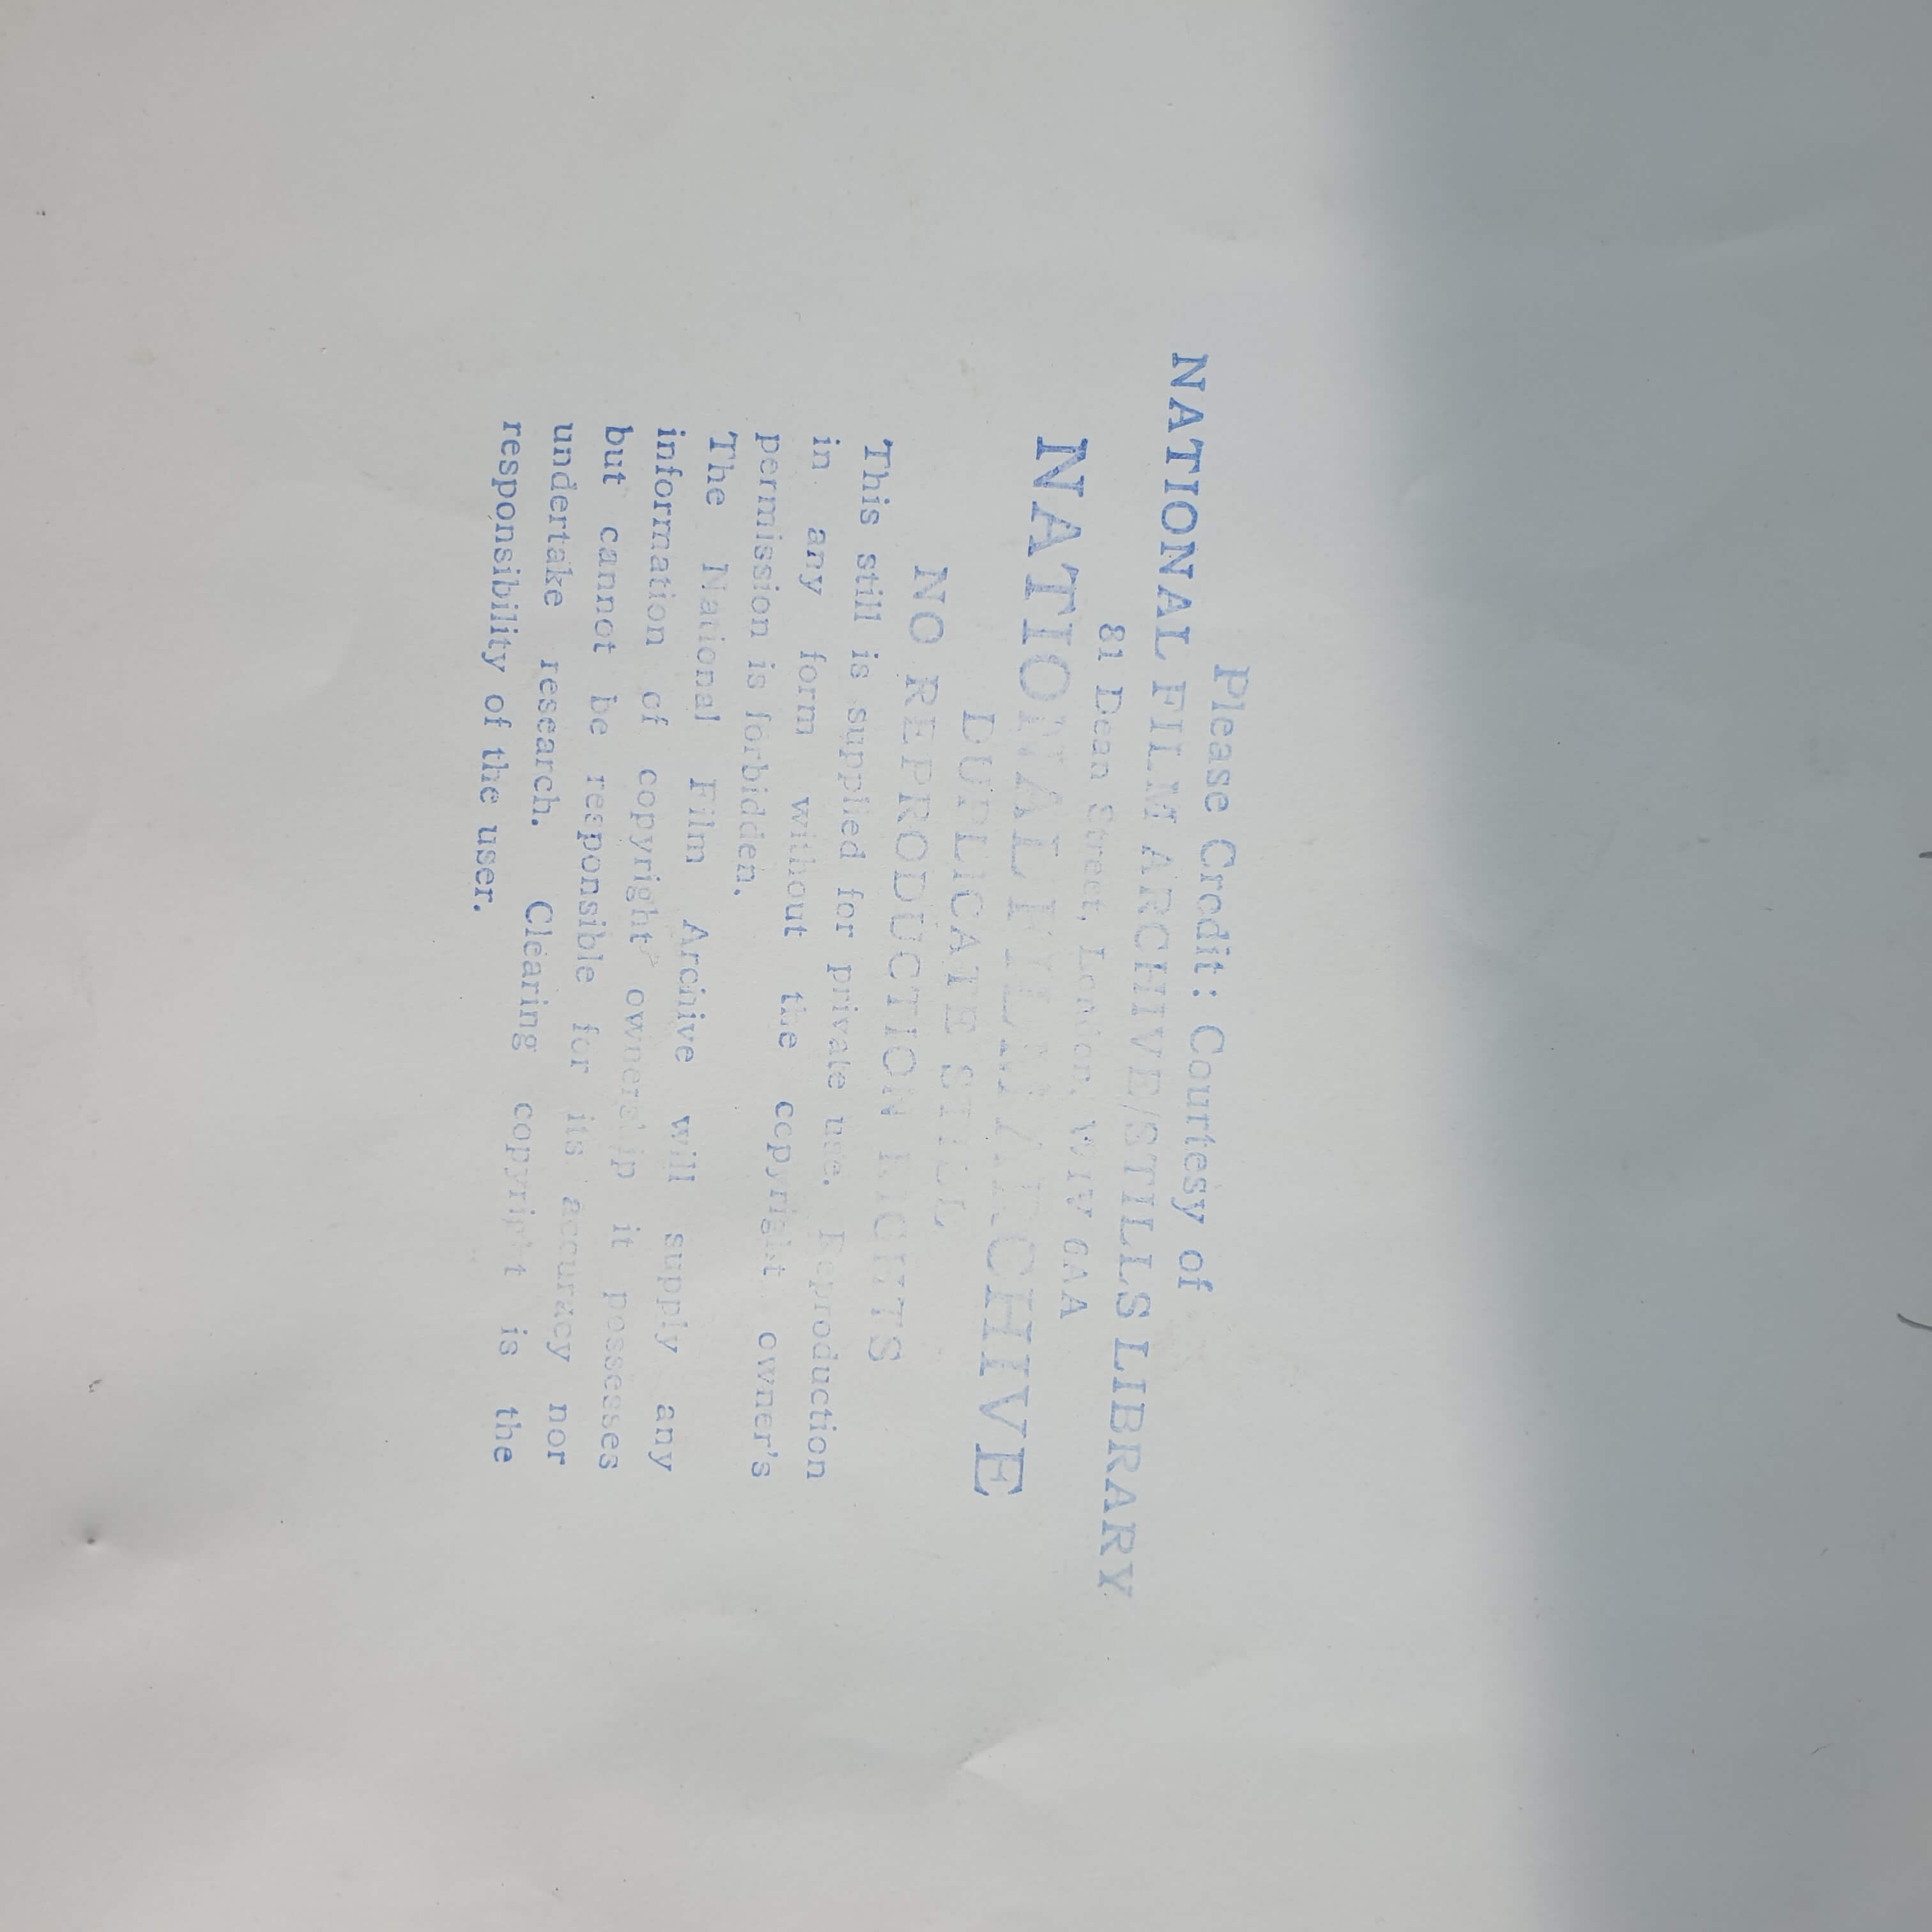 Please Credit: Courtesy of
NATIONAL FILM ARCHIVE/STILLS LIBRARY
81 Dean Street, London, W1V 6AA
NATIONAL FILM ARCHIVE
DUPLICATE STILL
NO REPRODUCTION RIGHTS
This still is supplied for private use. Reproduction
in any form without the copyright owner's
permission is forbidden.
The National Film Archive will supply any
information of copyright ownership it possesses
but cannot be responsible for its accuracy nor
undertake research. Clearing copyright is the
responsibility of the user.